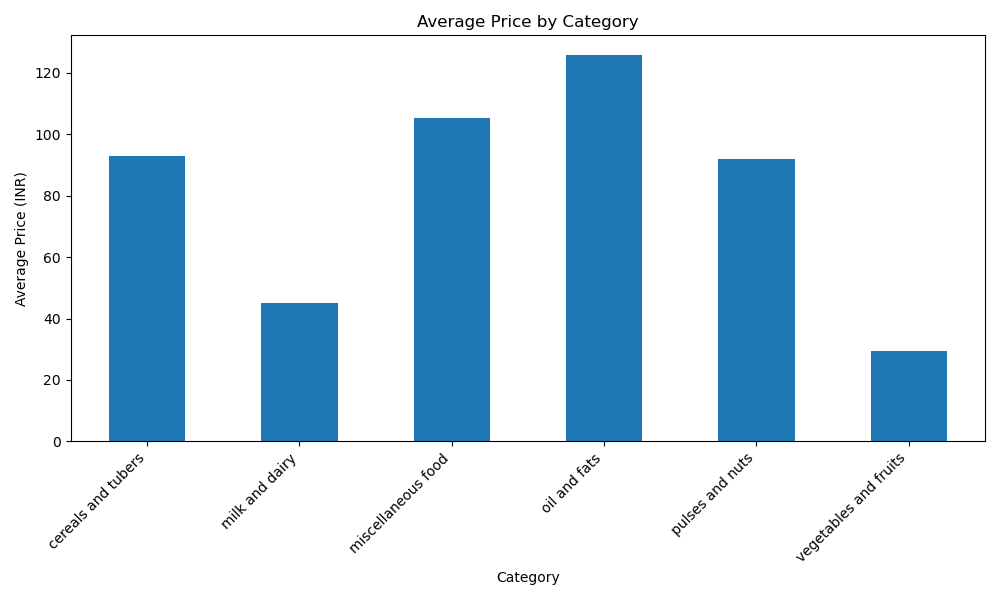 Average Price by Category
Average Price (INR)
120
100
80
60
40
20
0
cereals and tubers
milk and dairy
miscellaneous food
oil and fats
pulses and nuts
vegetables and fruits
Category